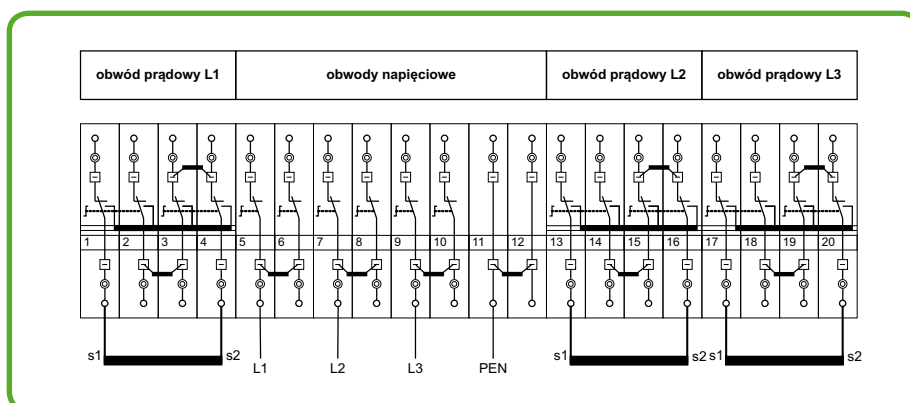 obwód prądowy L1 obwody napięciowe obwód prądowy L2 obwód prądowy L3
1 2 3 4 5 6 7 8 9 10 11 12 13 14 15 16 17 18 19 20
s1 s2 L1 L2 L3 PEN s1 s2 s1 s2